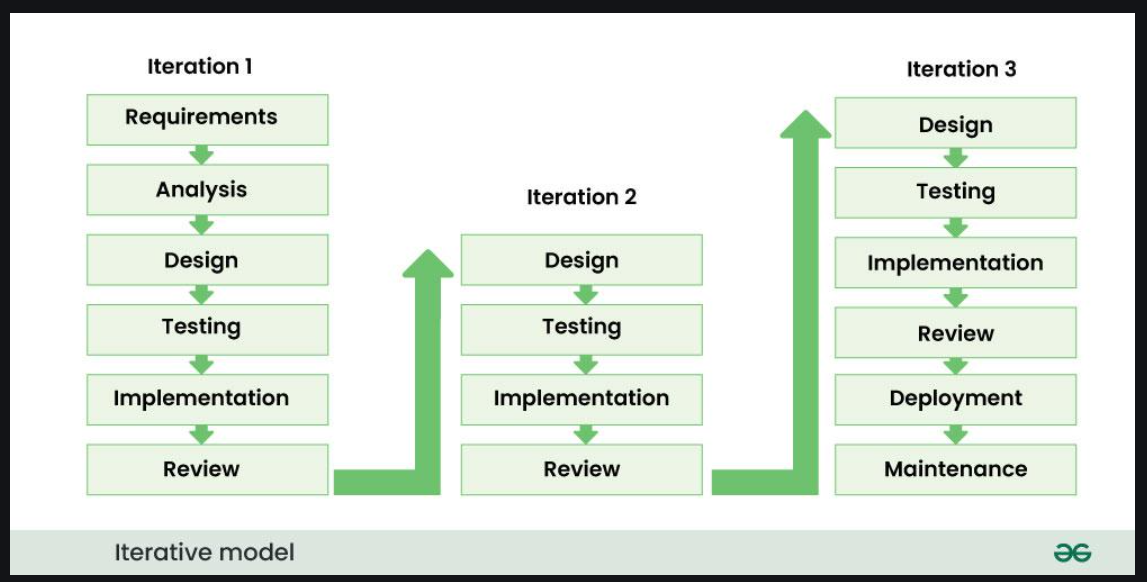 Iteration 1
Requirements
Analysis
Design
Testing
Implementation
Review
Iteration 2
Design
Testing
Implementation
Review
Iteration 3
Design
Testing
Implementation
Review
Deployment
Maintenance
Iterative model